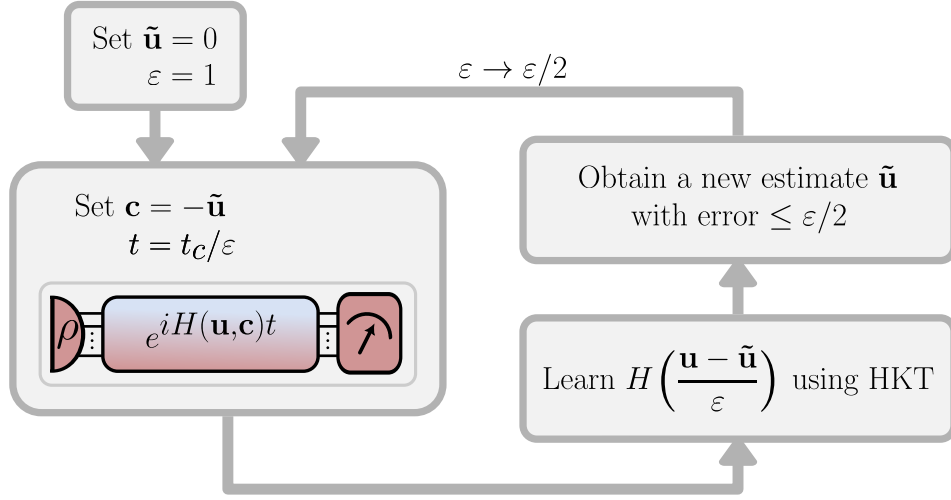 Set ũ = 0
ε = 1
ε → ε/2
Set c = −ũ
t = t_c/ε
ρ
⋮
e^{iH(u,c)t}
⋮
Obtain a new estimate ũ
with error ≤ ε/2
Learn H((u − ũ)/ε) using HKT